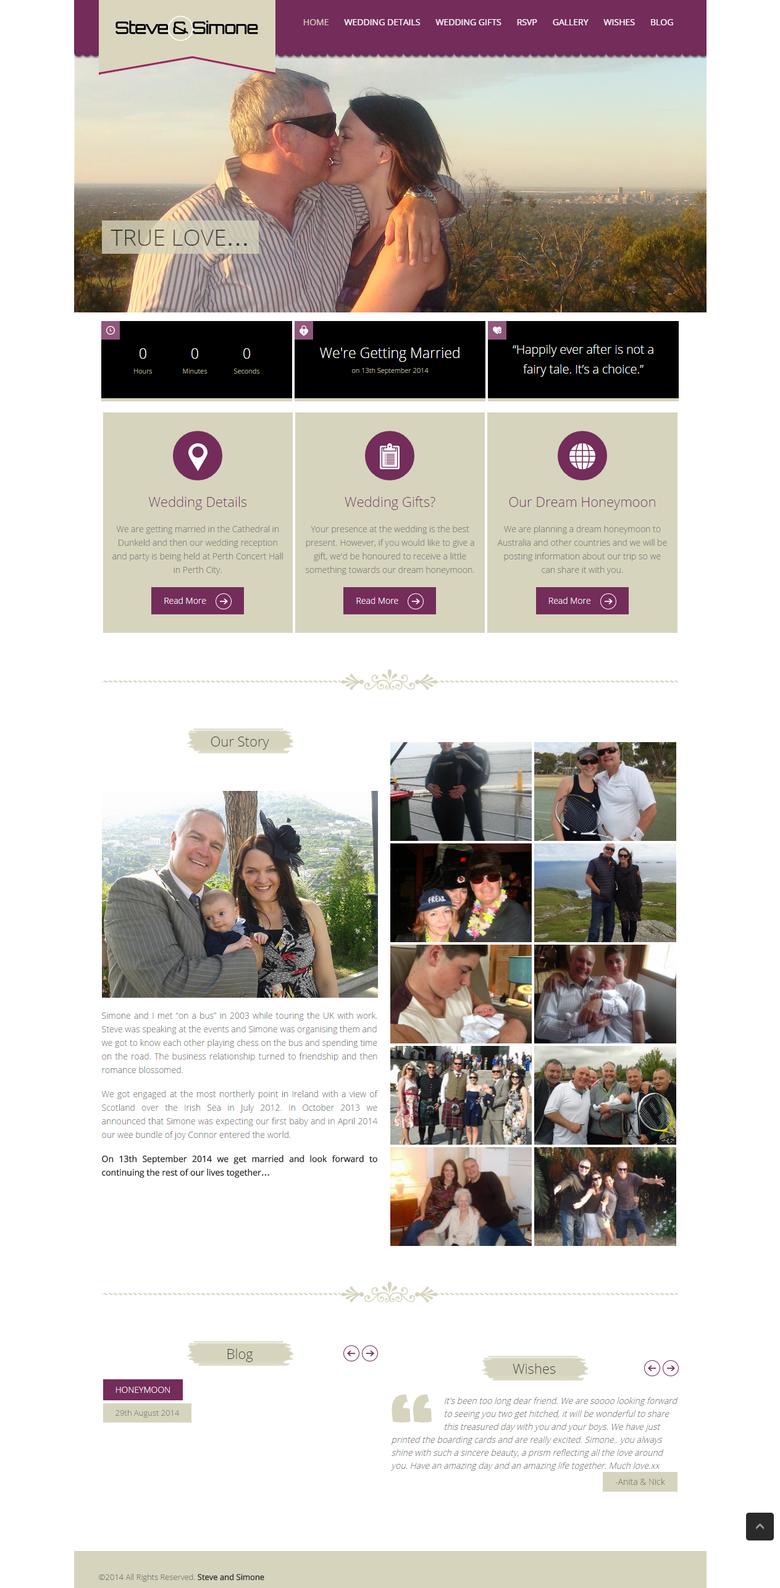 Steve & Simone
HOME WEDDING DETAILS WEDDING GIFTS RSVP GALLERY WISHES BLOG
TRUE LOVE...
0 0 0
Hours Minutes Seconds
We're Getting Married
on 13th September 2014
“Happily ever after is not a
fairy tale. It’s a choice.”
Wedding Details
We are getting married in the Cathedral in
Dunkeld and then our wedding reception
and party is being held at Perth Concert Hall
in Perth City.
Read More
Wedding Gifts?
Your presence at the wedding is the best
present. However, if you would like to give a
gift, we'd be honoured to receive a little
something towards our dream honeymoon.
Read More
Our Dream Honeymoon
We are planning a dream honeymoon to
Australia and other countries and we will be
posting information about our trip so we
can share it with you.
Read More
Our Story
Simone and I met “on a bus” in 2003 while touring the UK with work.
Steve was speaking at the events and Simone was organising them and
we got to know each other playing chess on the bus and spending time
on the road. The business relationship turned to friendship and then
romance blossomed.
We got engaged at the most northerly point in Ireland with a view of
Scotland over the Irish Sea in July 2012. In October 2013 we
announced that Simone was expecting our first baby and in April 2014
our wee bundle of joy Connor entered the world.
On 13th September 2014 we get married and look forward to
continuing the rest of our lives together...
Blog
HONEYMOON
29th August 2014
Wishes
It's been too long dear friend. We are soooo looking forward
to seeing you two get hitched, it will be wonderful to share
this treasured day with you and your boys. We have just
printed the boarding cards and are really excited. Simone,. you always
shine with such a sincere beauty, a prism reflecting all the love around
you. Have an amazing day and an amazing life together. Much love.xx
-Anita & Nick
©2014 All Rights Reserved. Steve and Simone